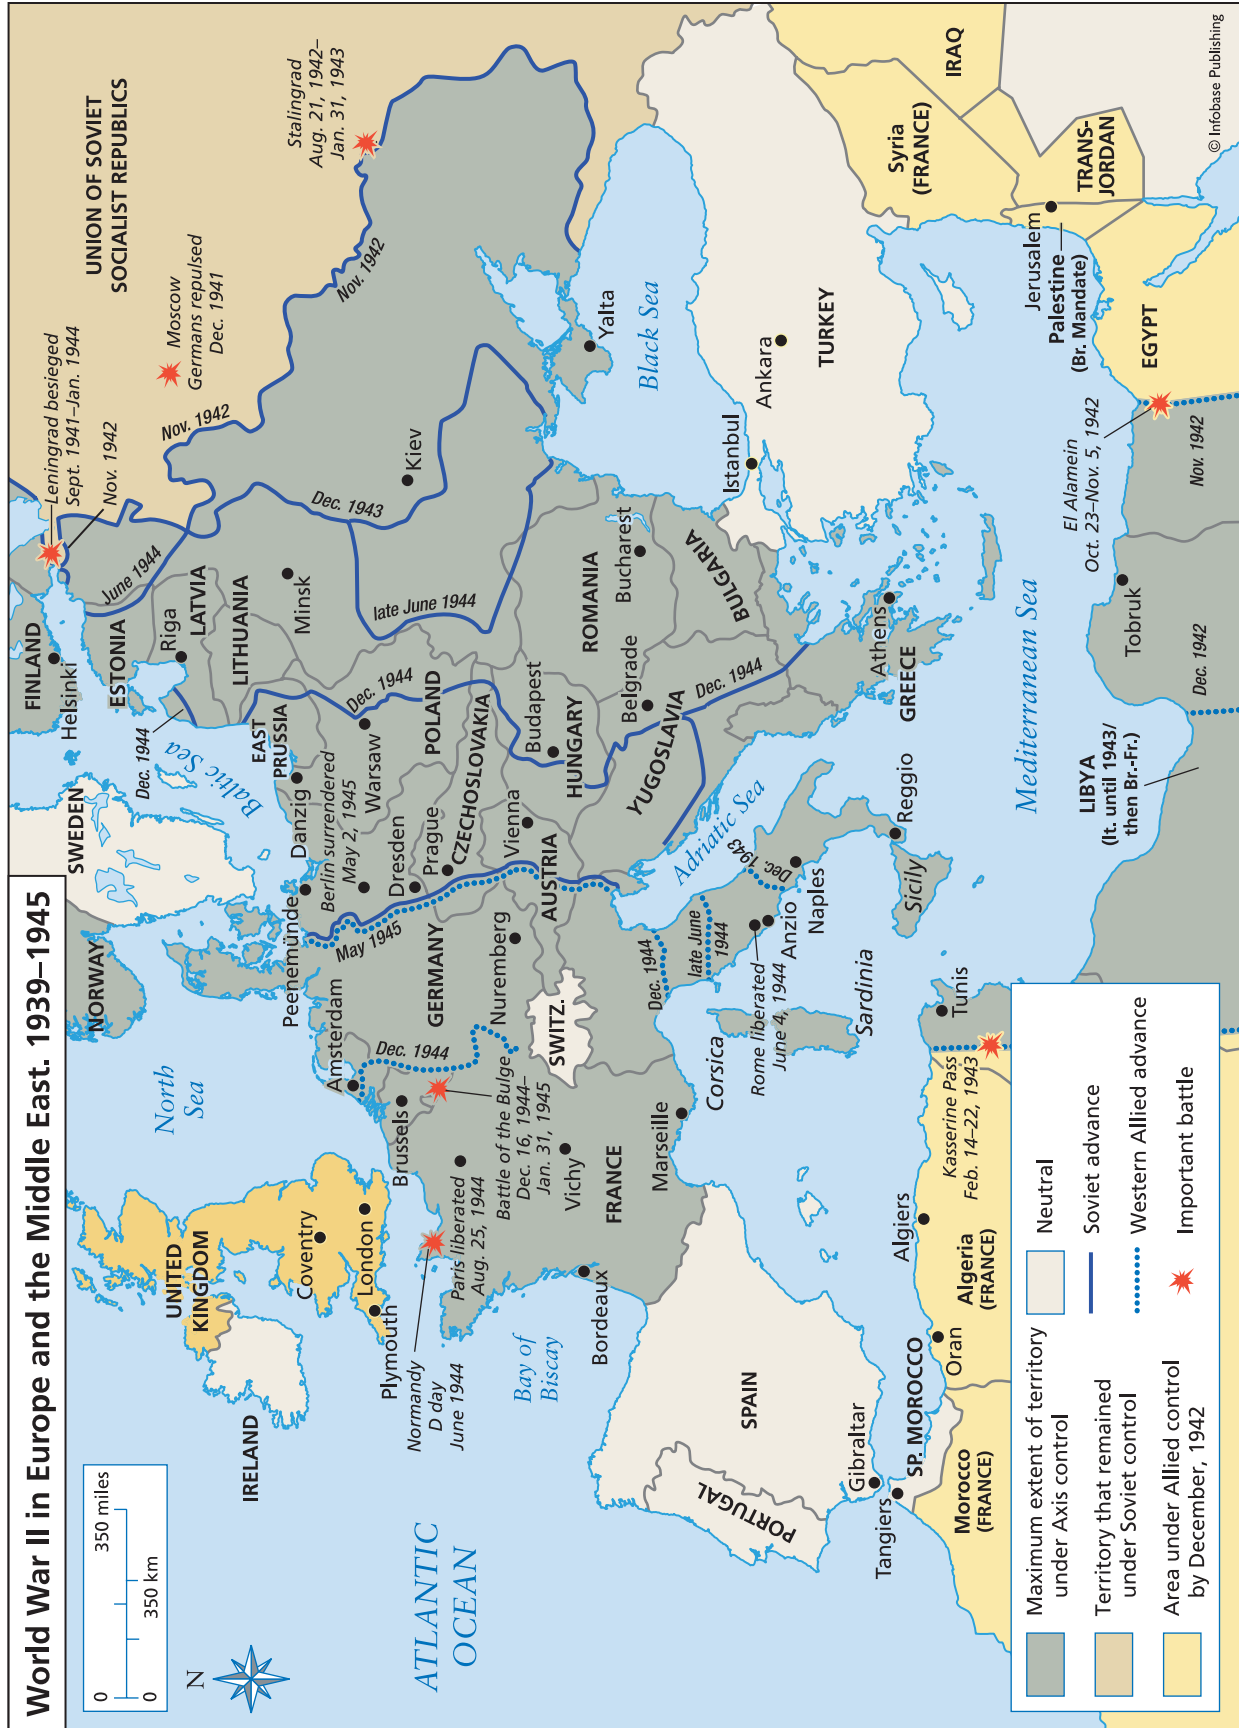 World War II in Europe and the Middle East. 1939–1945
0
350 miles
0
350 km
N
ATLANTIC
OCEAN
North
Sea
Bay of
Biscay
Baltic Sea
Adriatic Sea
Mediterranean Sea
Black Sea
IRELAND
UNITED
KINGDOM
Coventry
London
Plymouth
NORWAY
SWEDEN
FINLAND
Helsinki
ESTONIA
Riga
LATVIA
LITHUANIA
Minsk
Kiev
UNION OF SOVIET
SOCIALIST REPUBLICS
Leningrad besieged
Sept. 1941–Jan. 1944
Nov. 1942
Moscow
Germans repulsed
Dec. 1941
Stalingrad
Aug. 21, 1942–
Jan. 31, 1943
Nov. 1942
Nov. 1942
June 1944
Dec. 1943
late June 1944
Dec. 1944
Dec. 1944
Dec. 1944
EAST
PRUSSIA
Danzig
Berlin surrendered
May 2, 1945
Warsaw
POLAND
Peenemünde
Dresden
Prague
CZECHOSLOVAKIA
Vienna
AUSTRIA
Budapest
HUNGARY
Belgrade
YUGOSLAVIA
ROMANIA
Bucharest
BULGARIA
Athens
GREECE
Yalta
Istanbul
Ankara
TURKEY
May 1945
GERMANY
Nuremberg
SWITZ.
Amsterdam
Dec. 1944
Brussels
Battle of the Bulge
Dec. 16, 1944–
Jan. 31, 1945
Paris liberated
Aug. 25, 1944
Normandy
D day
June 1944
Vichy
FRANCE
Bordeaux
Marseille
Corsica
Sardinia
Dec. 1944
late June
1944
Dec. 1943
Rome liberated
June 4, 1944
Anzio
Naples
Reggio
Sicily
SPAIN
PORTUGAL
Gibraltar
Tangiers
SP. MOROCCO
Morocco
(FRANCE)
Oran
Algiers
Algeria
(FRANCE)
Kasserine Pass
Feb. 14–22, 1943
Tunis
LIBYA
(It. until 1943/
then Br.-Fr.)
Dec. 1942
Tobruk
El Alamein
Oct. 23–Nov. 5, 1942
Nov. 1942
EGYPT
Jerusalem
Palestine
(Br. Mandate)
TRANS-
JORDAN
Syria
(FRANCE)
IRAQ
Maximum extent of territory
under Axis control
Territory that remained
under Soviet control
Area under Allied control
by December, 1942
Neutral
Soviet advance
Western Allied advance
Important battle
© Infobase Publishing